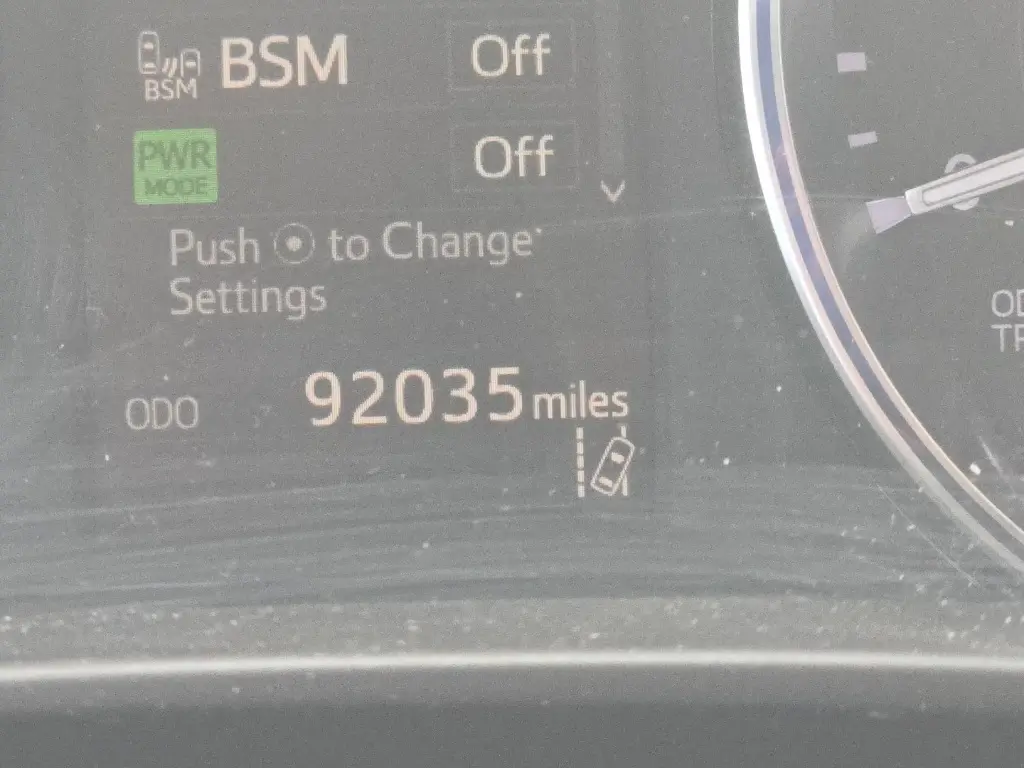 BSM BSM Off
PWR MODE Off
Push to Change
Settings
ODO 92035 miles